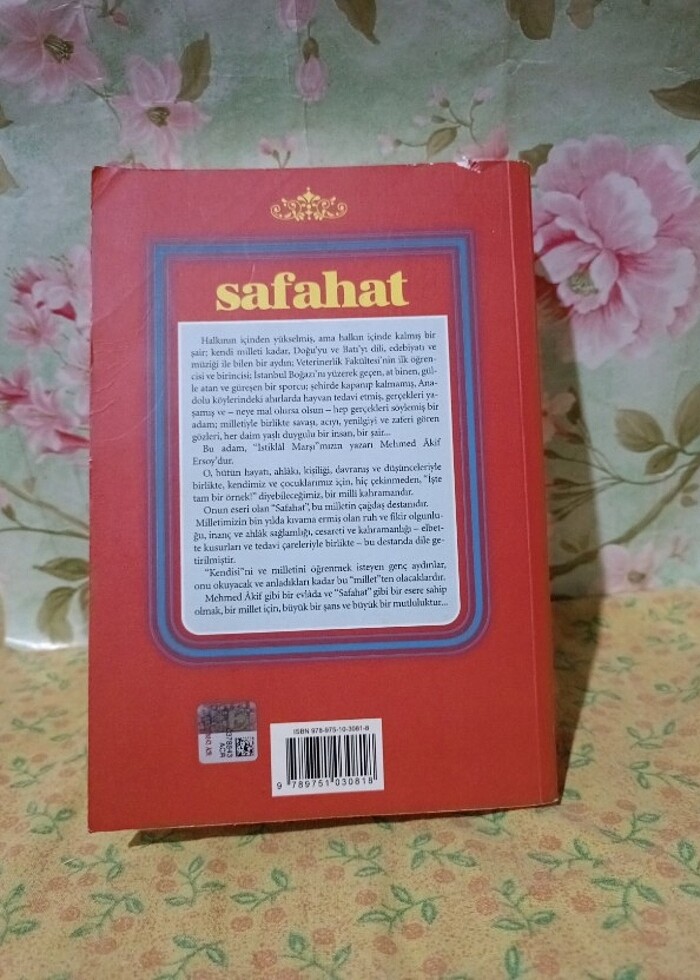 safahat
Halkının içinden yükselmiş, ama halkın içinde kalmış bir
şair; kendi milleti kadar, Doğu'yu ve Batı'yı dili, edebiyatı ve
müziği ile bilen bir aydın; Veterinerlik Fakültesi'nin ilk öğren-
cisi ve birincisi; İstanbul Boğazı'nı yüzerek geçen, at binen, gül-
le atan ve güreşen bir sporcu; şehirde kapanıp kalmamış, Ana-
dolu köylerindeki ahırlarda hayvan tedavi etmiş, gerçekleri ya-
şamış ve – neye mal olursa olsun – hep gerçekleri söylemiş bir
adam; milletiyle birlikte savaşı, acıyı, yenilgiyi ve zaferi gören
gözleri, her daim yaşlı duygulu bir insan, bir şair...
Bu adam, "İstiklâl Marşı"mızın yazarı Mehmed Âkif
Ersoy'dur.
O, bütün hayatı, ahlâkı, kişiliği, davranış ve düşünceleriyle
birlikte, kendimiz ve çocuklarımız için, hiç çekinmeden, "İşte
tam bir örnek!" diyebileceğimiz, bir milli kahramandır.
Onun eseri olan "Safahat", bu milletin çağdaş destanıdır.
Milletimizin bin yılda kıvama ermiş olan ruh ve fikir olgunlu-
ğu, inanç ve ahlâk sağlamlığı, cesareti ve kahramanlığı – elbet-
te kusurları ve tedavi çareleriyle birlikte – bu destanda dile ge-
tirilmiştir.
"Kendisi"ni ve milletini öğrenmek isteyen genç aydınlar,
onu okuyacak ve anladıkları kadar bu "millet"ten olacaklardır.
Mehmed Âkif gibi bir evlâda ve "Safahat" gibi bir esere sahip
olmak, bir millet için, büyük bir şans ve büyük bir mutluluktur...
ISBN 978-975-10-3081-8
9 789751 030818